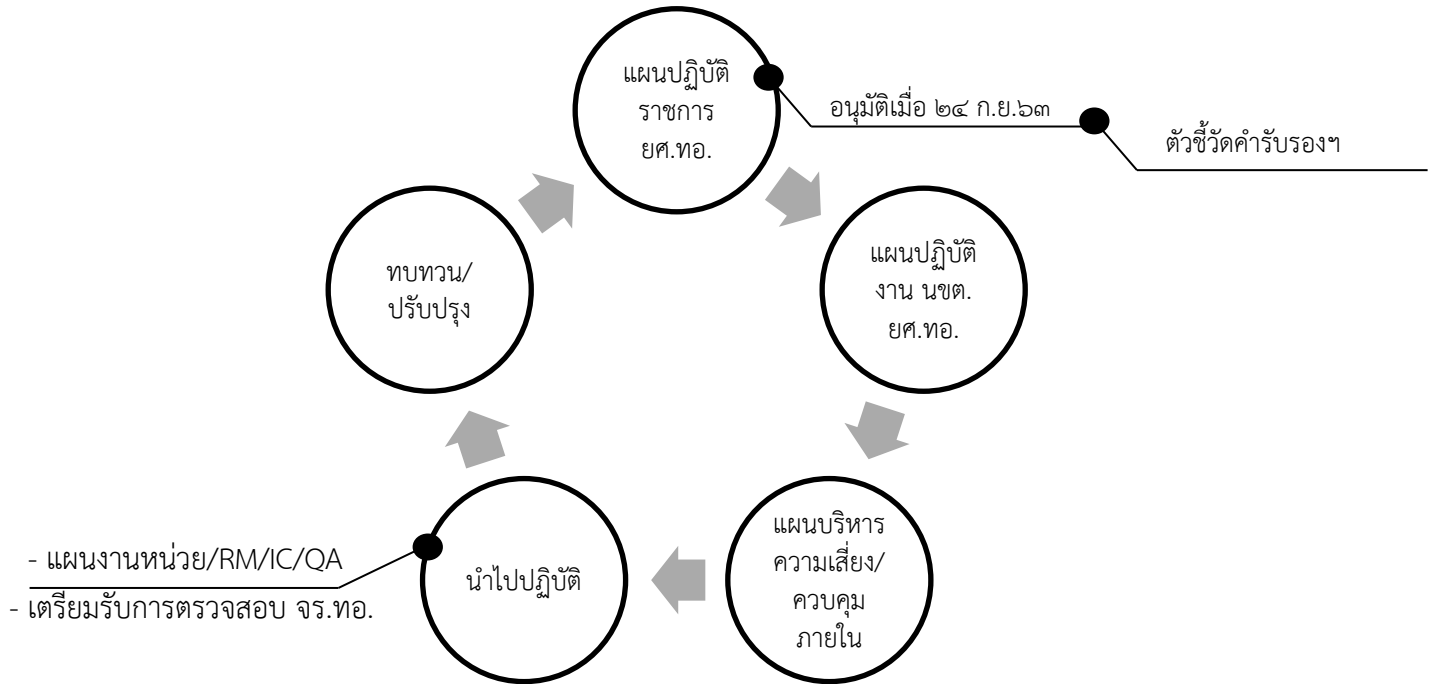 แผนปฏิบัติ
ราชการ
ยศ.ทอ.
อนุมัติเมื่อ ๒๔ ก.ย.๖๓
ตัวชี้วัดคำรับรองฯ
แผนปฏิบัติ
งาน นขต.
ยศ.ทอ.
แผนบริหาร
ความเสี่ยง/
ควบคุม
ภายใน
นำไปปฏิบัติ
- แผนงานหน่วย/RM/IC/QA
- เตรียมรับการตรวจสอบ จร.ทอ.
ทบทวน/
ปรับปรุง